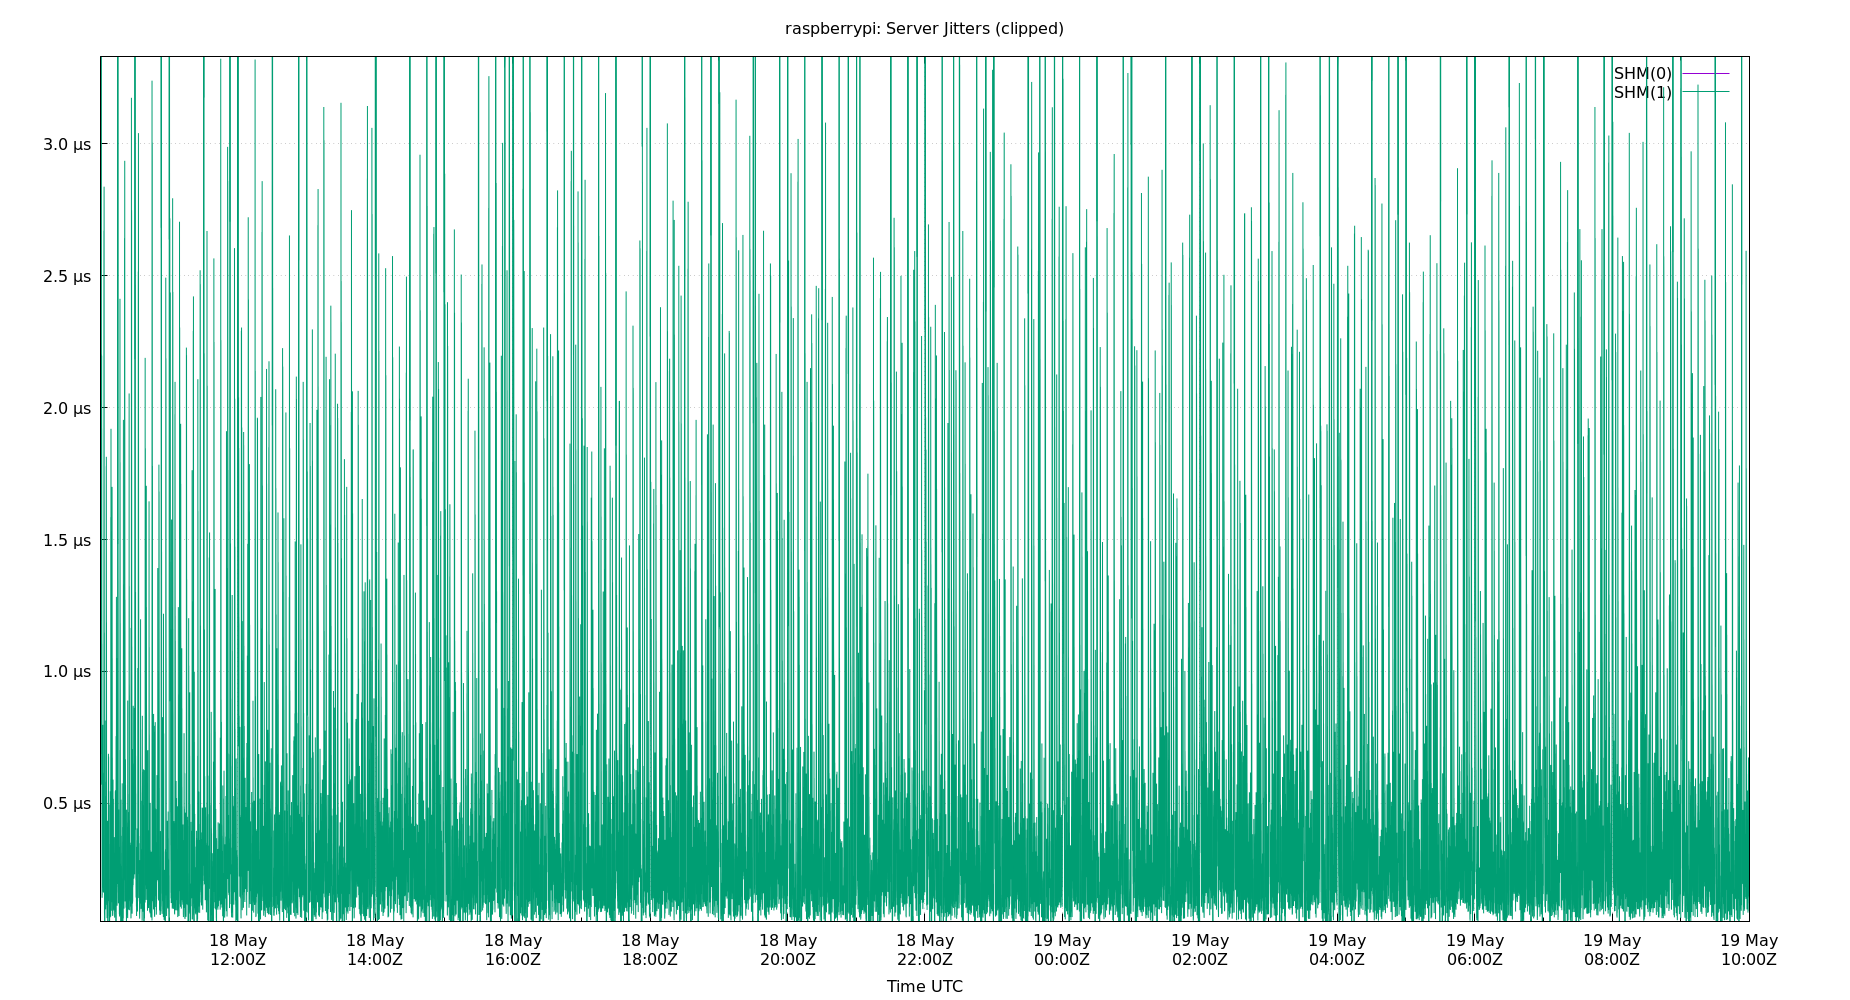 raspberrypi: Server Jitters (clipped)
SHM(0)
SHM(1)
3.0 µs
2.5 µs
2.0 µs
1.5 µs
1.0 µs
0.5 µs
18 May 18 May 18 May 18 May 18 May 18 May 19 May 19 May 19 May 19 May 19 May 19 May
12:00Z 14:00Z 16:00Z 18:00Z 20:00Z 22:00Z 00:00Z 02:00Z 04:00Z 06:00Z 08:00Z 10:00Z
Time UTC